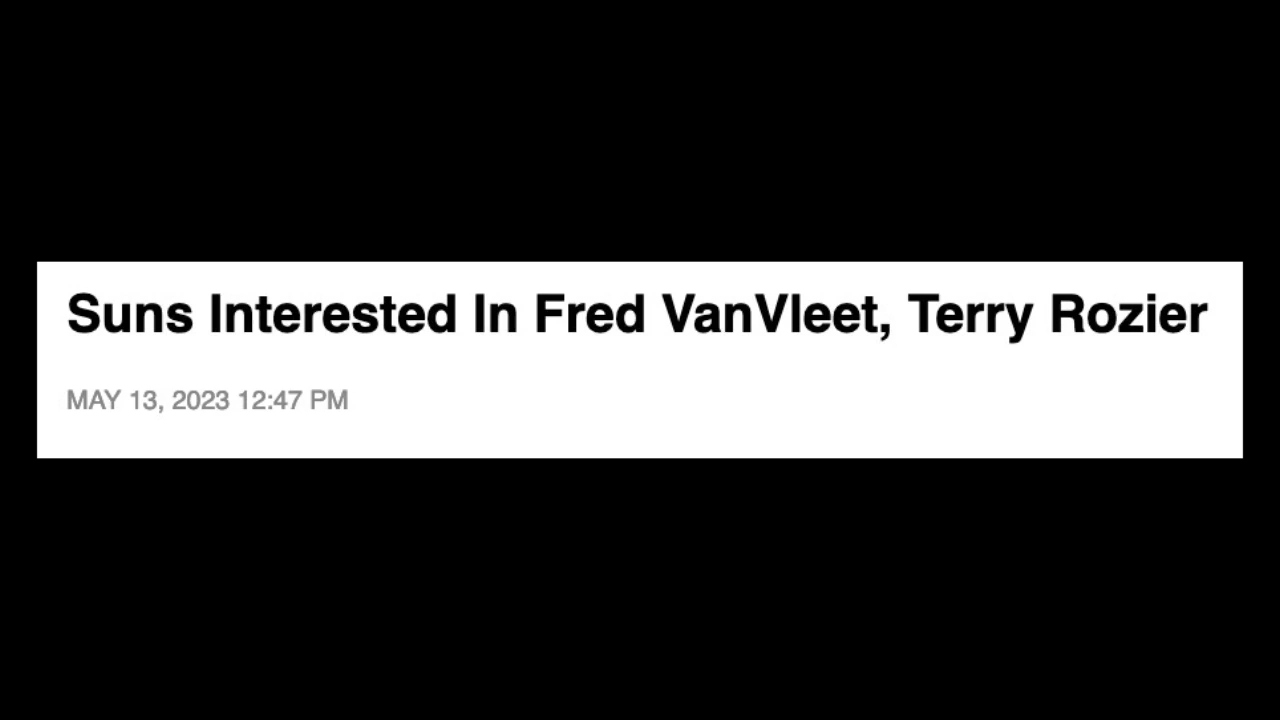 Suns Interested In Fred VanVleet, Terry Rozier
MAY 13, 2023 12:47 PM